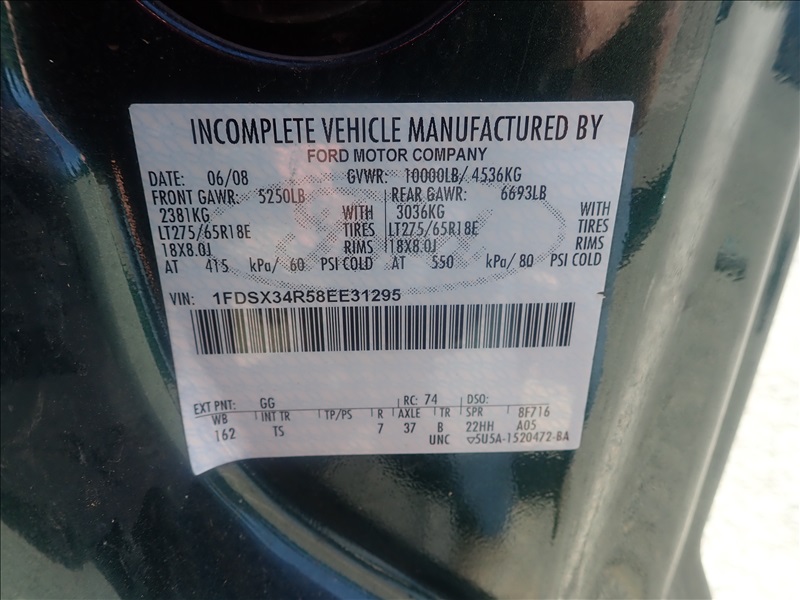 INCOMPLETE VEHICLE MANUFACTURED BY
FORD MOTOR COMPANY
DATE: 06/08 GVWR: 10000LB/ 4536KG
FRONT GAWR: 5250LB REAR GAWR: 6693LB
2381KG WITH 3036KG WITH
LT275/65R18E TIRES LT275/65R18E TIRES
18X8.0J RIMS 18X8.0J RIMS
AT 415 kPa/ 60 PSI COLD AT 550 kPa/ 80 PSI COLD
VIN: 1FDSX34R58EE31295
EXT PNT: GG RC: 74 DSO:
WB INT TR TP/PS R AXLE TR SPR 8F716
162 TS 7 37 B 22HH A05
UNC ▽5U5A-1520472-BA